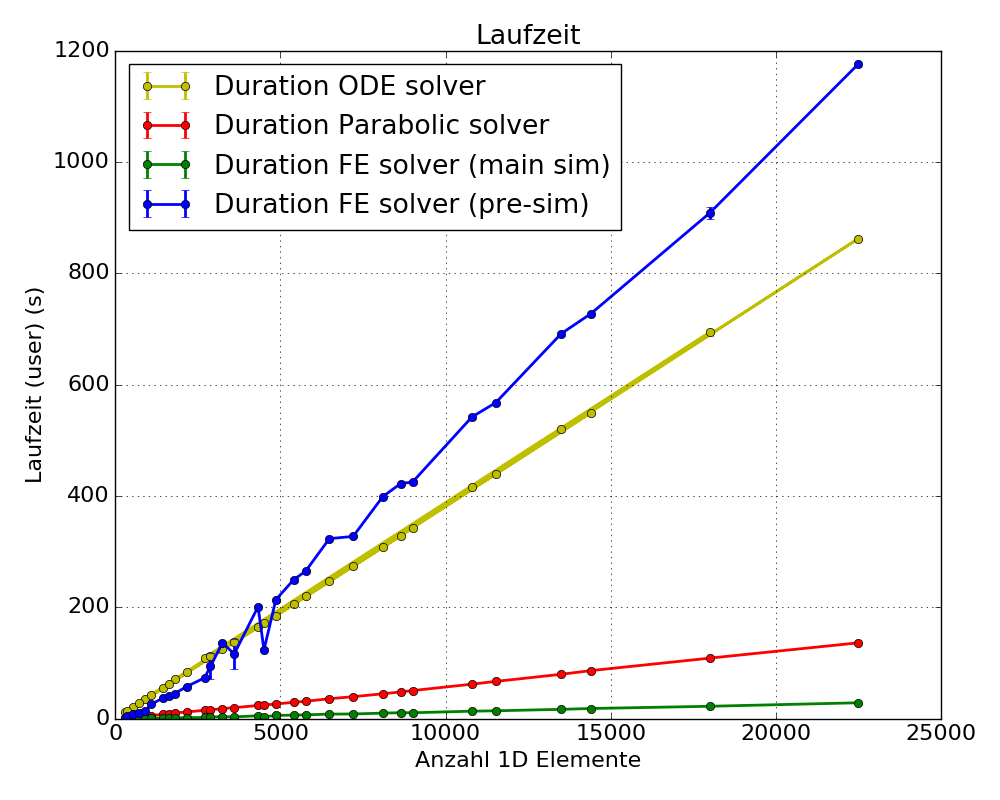 Laufzeit
1200
1000
800
600
400
200
0
Laufzeit (user) (s)
Duration ODE solver
Duration Parabolic solver
Duration FE solver (main sim)
Duration FE solver (pre-sim)
0 5000 10000 15000 20000 25000
Anzahl 1D Elemente